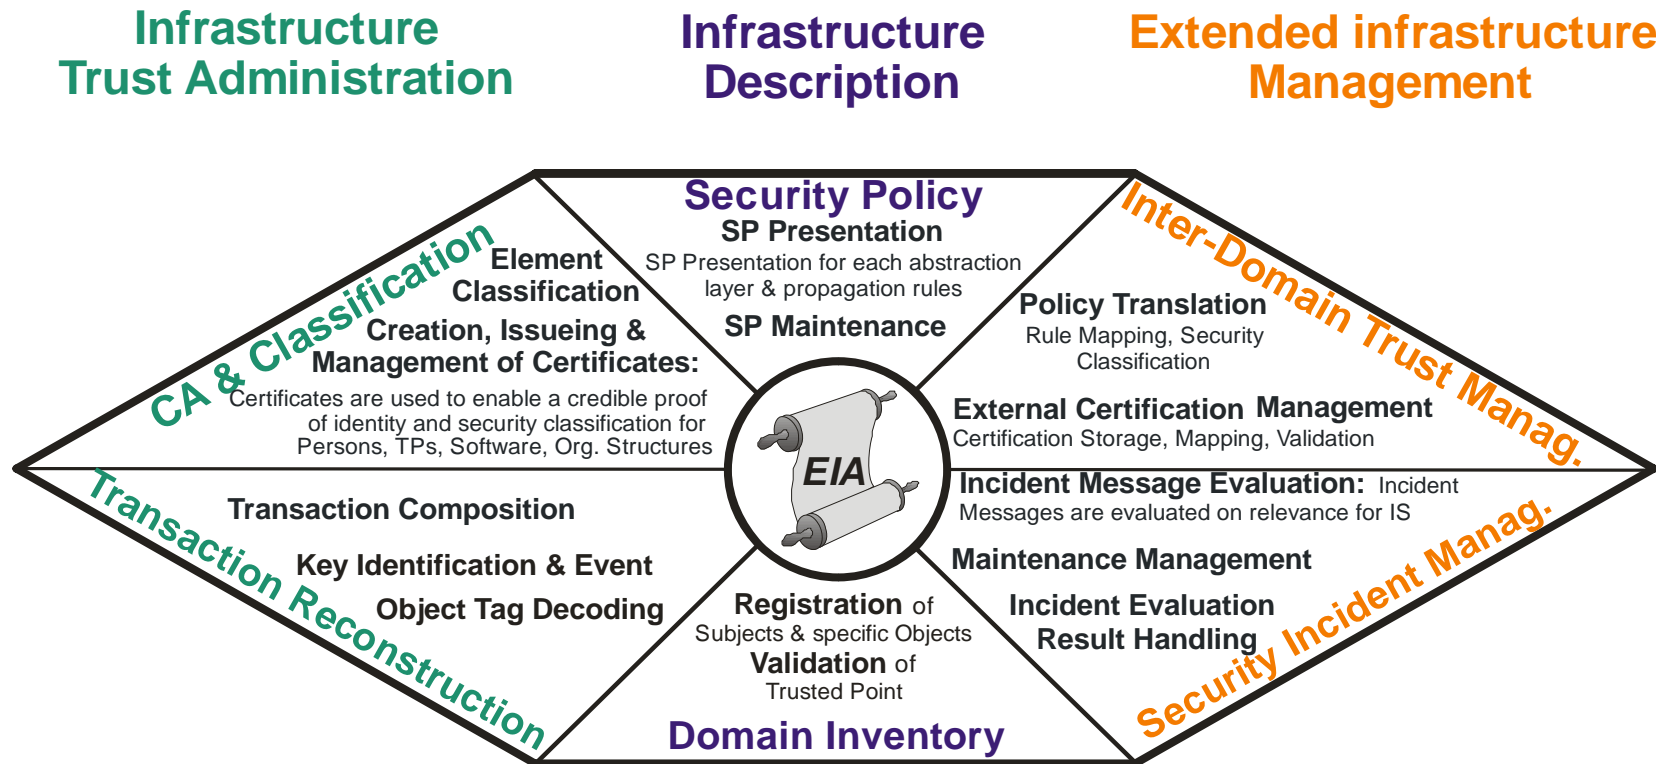 Infrastructure
Trust Administration
Infrastructure
Description
Extended infrastructure
Management
CA & Classification
Element
Classification
Creation, Issueing &
Management of Certificates:
Certificates are used to enable a credible proof
of identity and security classification for
Persons, TPs, Software, Org. Structures
Security Policy
SP Presentation
SP Presentation for each abstraction
layer & propagation rules
SP Maintenance
Inter-Domain Trust Manag.
Policy Translation
Rule Mapping, Security
Classification
External Certification Management
Certification Storage, Mapping, Validation
EIA
Transaction Reconstruction
Transaction Composition
Key Identification & Event
Object Tag Decoding
Registration of
Subjects & specific Objects
Validation of
Trusted Point
Domain Inventory
Incident Message Evaluation: Incident
Messages are evaluated on relevance for IS
Maintenance Management
Incident Evaluation
Result Handling
Security Incident Manag.